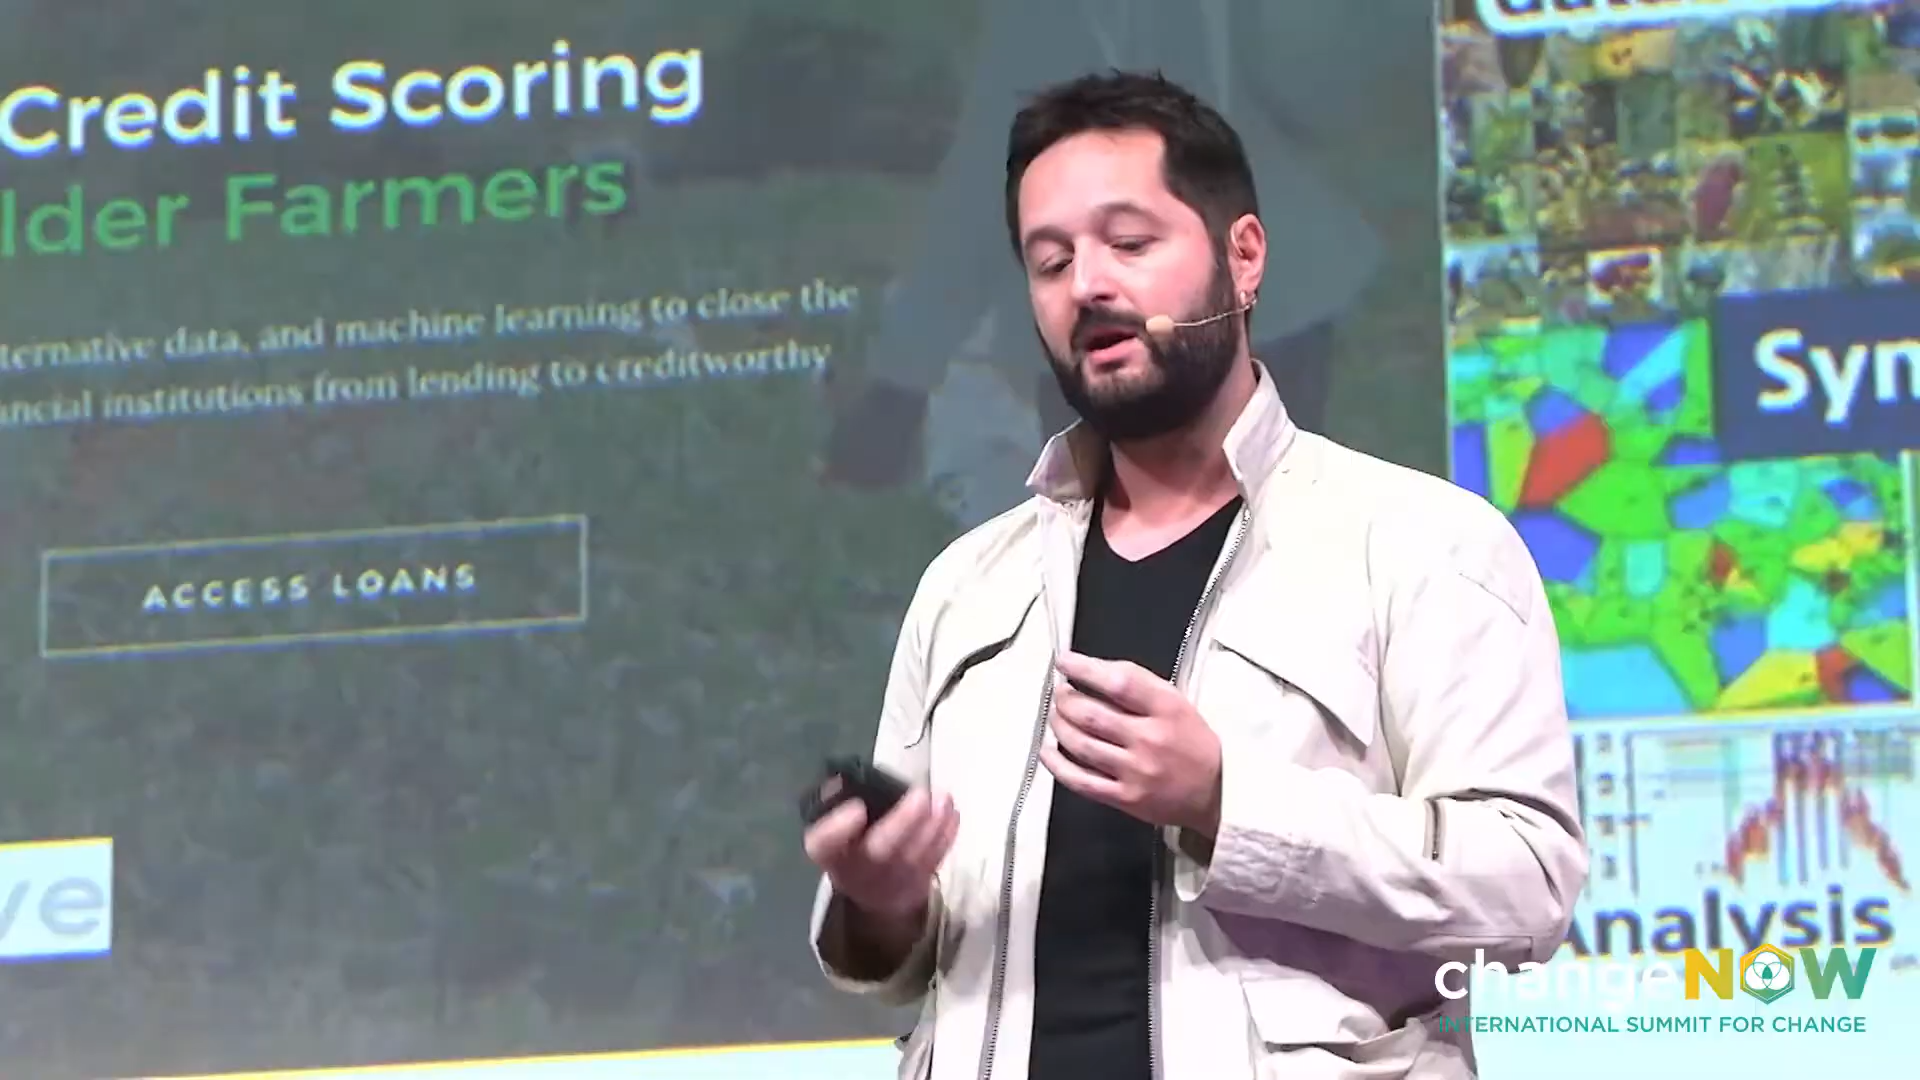 Credit Scoring
lder Farmers
ternative data, and machine learning to close the
ancial institutions from lending to creditworthy
ACCESS LOANS
ye
Syn
Analysis
changeNOW
INTERNATIONAL SUMMIT FOR CHANGE